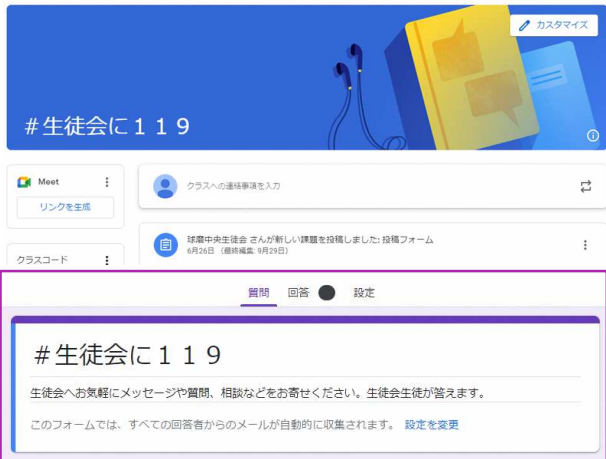 カスタマイズ
#生徒会に119
Meet
リンクを生成
クラスへの連絡事項を入力
球磨中央生徒会 さんが新しい課題を投稿しました: 投稿フォーム
6月26日 (最終編集: 9月29日)
クラスコード
質問 回答 設定
#生徒会に119
生徒会へお気軽にメッセージや質問、相談などをお寄せください。生徒会生徒が答えます。
このフォームでは、すべての回答者からのメールが自動的に収集されます。 設定を変更